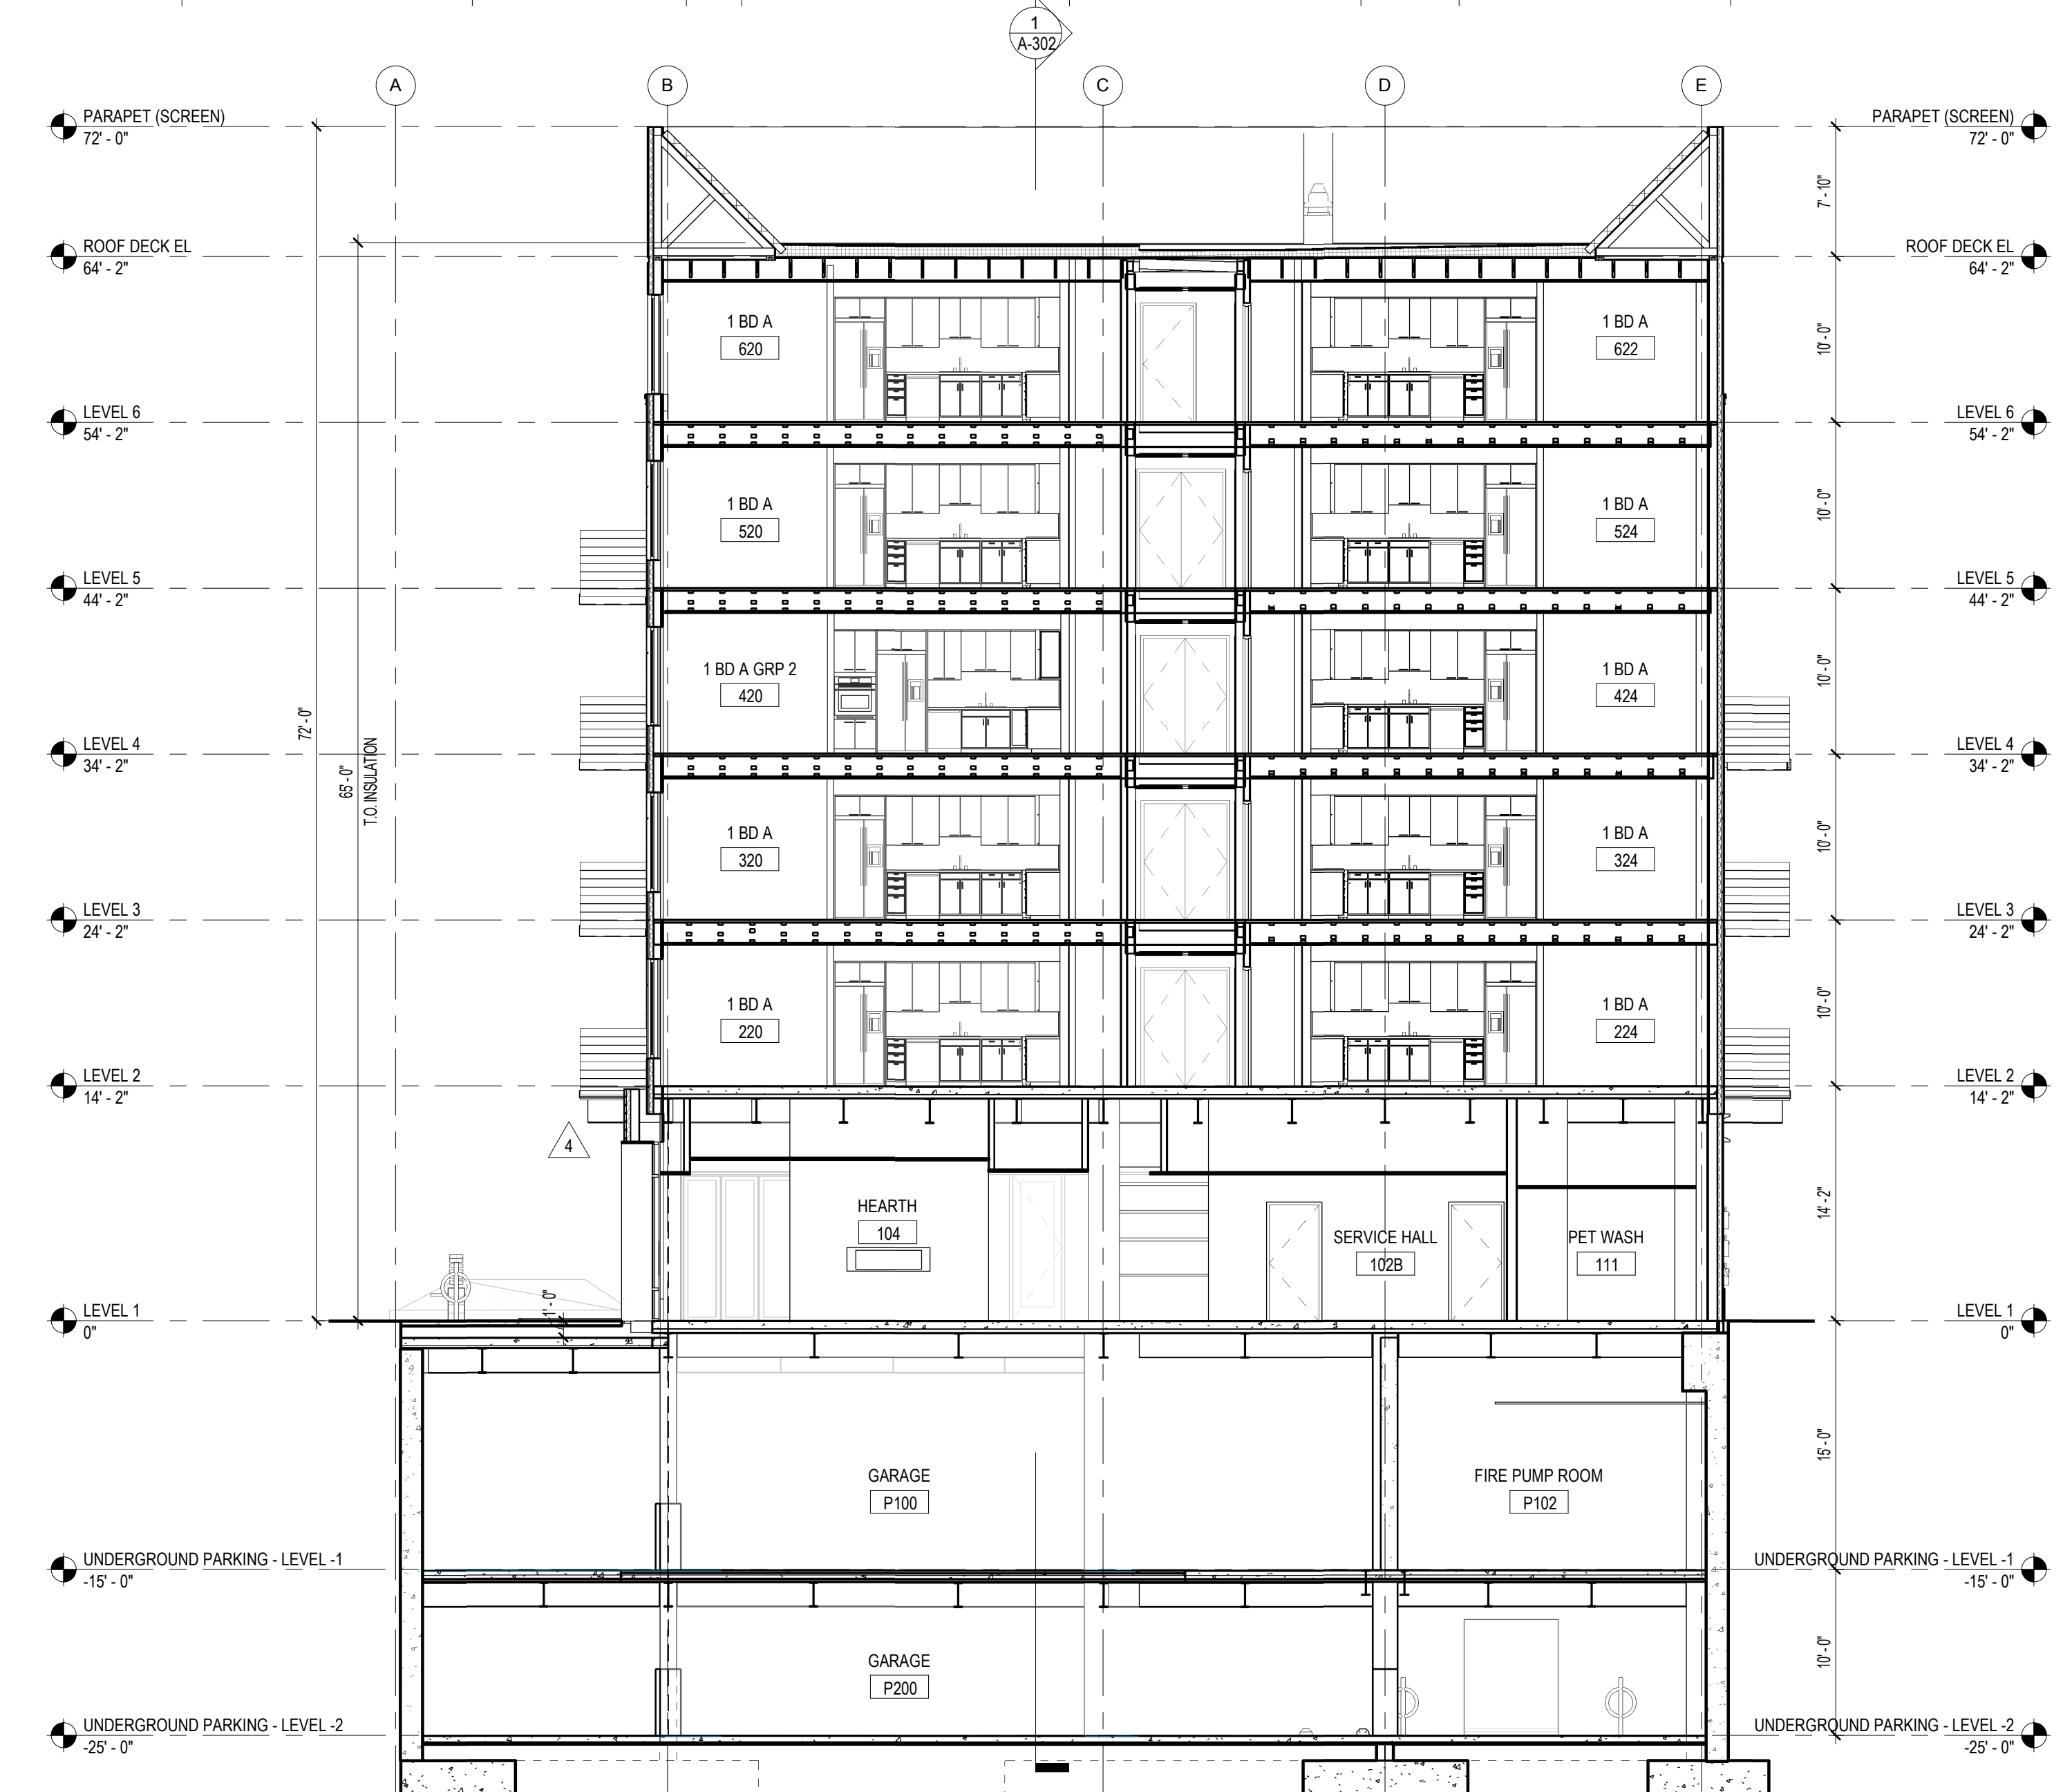 1
A-302
A
B
C
D
E
PARAPET (SCREEN)
72' - 0"
PARAPET (SCREEN)
72' - 0"
7' - 10"
ROOF DECK EL
64' - 2"
ROOF DECK EL
64' - 2"
1 BD A
620
1 BD A
622
10' - 0"
LEVEL 6
54' - 2"
LEVEL 6
54' - 2"
1 BD A
520
1 BD A
524
10' - 0"
LEVEL 5
44' - 2"
LEVEL 5
44' - 2"
1 BD A GRP 2
420
1 BD A
424
10' - 0"
72' - 0"
65' - 0"
T.O. INSULATION
LEVEL 4
34' - 2"
LEVEL 4
34' - 2"
1 BD A
320
1 BD A
324
10' - 0"
LEVEL 3
24' - 2"
LEVEL 3
24' - 2"
1 BD A
220
1 BD A
224
10' - 0"
LEVEL 2
14' - 2"
LEVEL 2
14' - 2"
4
HEARTH
104
SERVICE HALL
102B
PET WASH
111
14' - 2"
LEVEL 1
0"
1' - 0"
LEVEL 1
0"
GARAGE
P100
FIRE PUMP ROOM
P102
15' - 0"
UNDERGROUND PARKING - LEVEL -1
-15' - 0"
UNDERGROUND PARKING - LEVEL -1
-15' - 0"
GARAGE
P200
10' - 0"
UNDERGROUND PARKING - LEVEL -2
-25' - 0"
UNDERGROUND PARKING - LEVEL -2
-25' - 0"